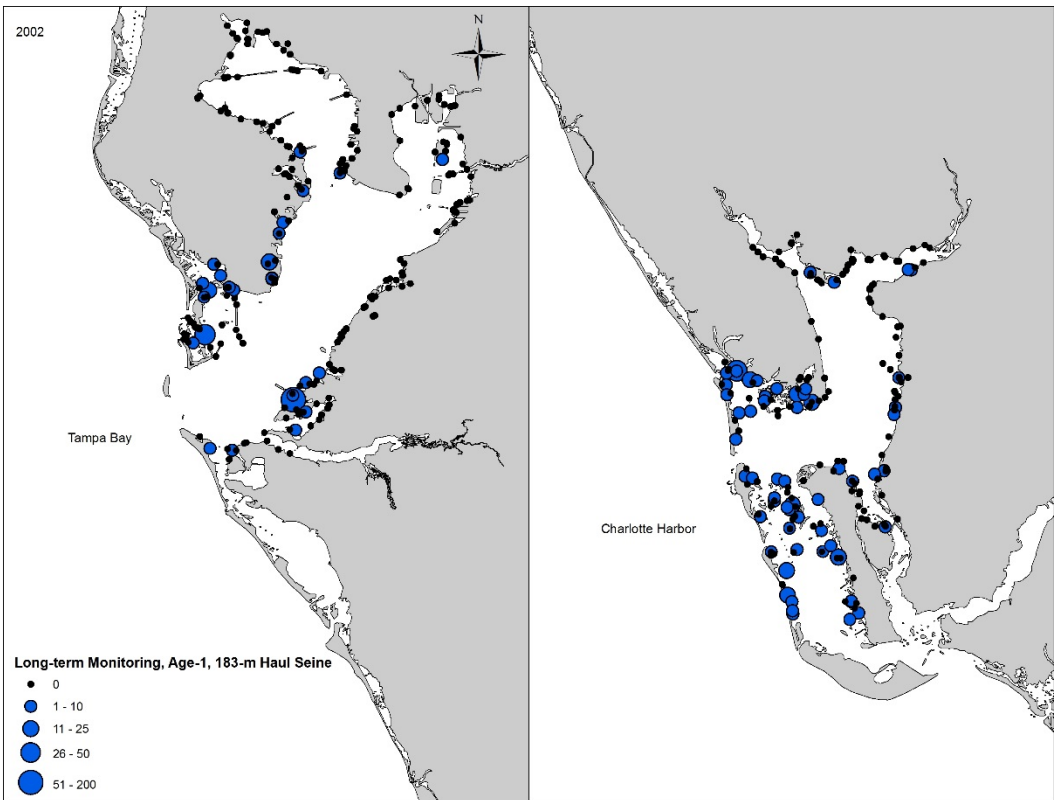 2002
N
Tampa Bay
Charlotte Harbor
Long-term Monitoring, Age-1, 183-m Haul Seine
0
1 - 10
11 - 25
26 - 50
51 - 200